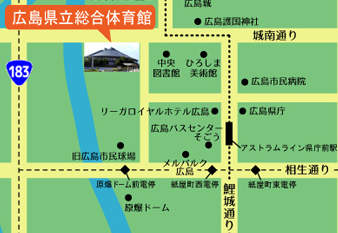 広島城
広島県立総合体育館
広島護国神社
城南通り
183
中央
図書館
ひろしま
美術館
広島市民病院
リーガロイヤルホテル広島
広島県庁
広島バスセンター
そごう
アストラムライン県庁前駅
旧広島市民球場
メルパルク
広島
相生通り
原爆ドーム前電停
紙屋町西電停
紙屋町東電停
鯉城通り
原爆ドーム